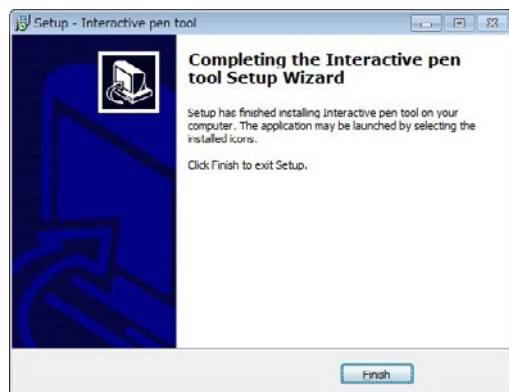 Setup - Interactive pen tool
Completing the Interactive pen
tool Setup Wizard
Setup has finished installing Interactive pen tool on your
computer. The application may be launched by selecting the
installed icons.
Click Finish to exit Setup.
Finish